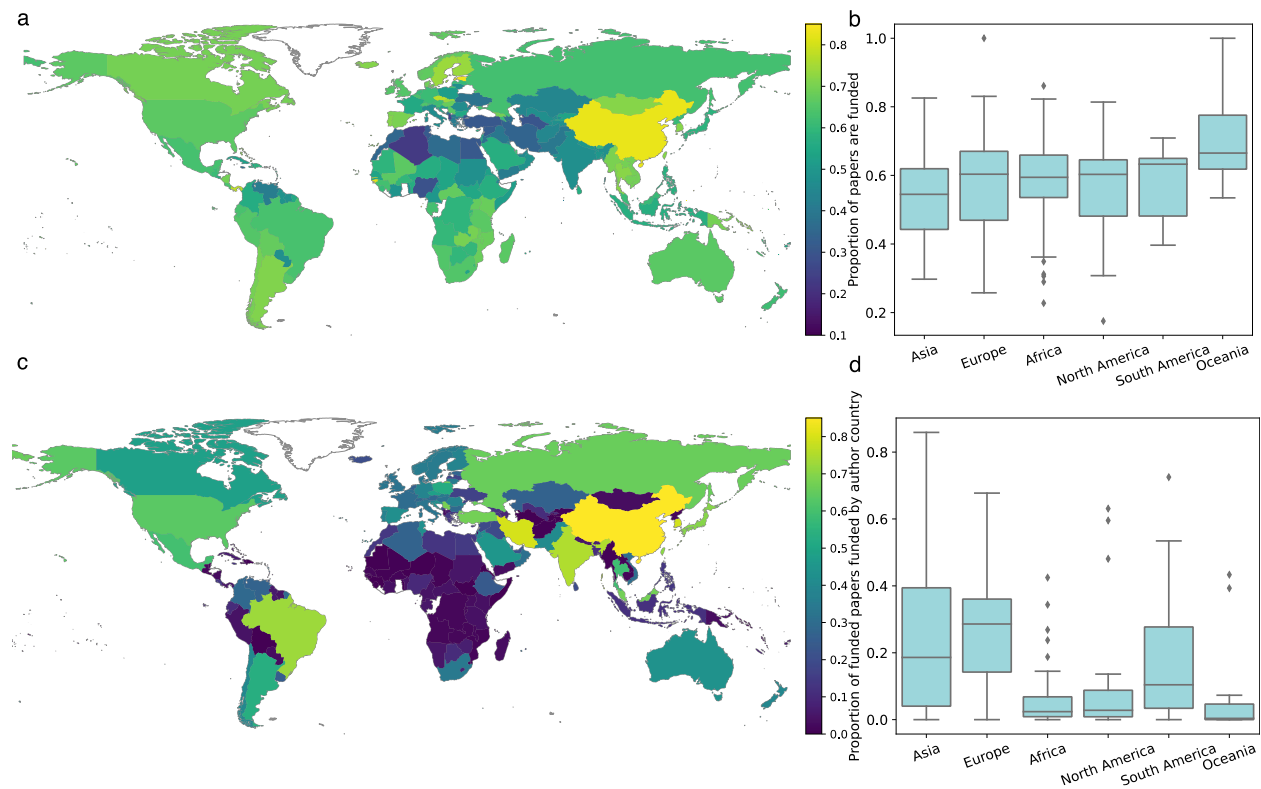 a
0.8
0.7
0.6
0.5
0.4
0.3
0.2
0.1
b
Proportion of papers are funded
1.0
0.8
0.6
0.4
0.2
Asia
Europe
Africa
North America
South America
Oceania
c
0.8
0.7
0.6
0.5
0.4
0.3
0.2
0.1
0.0
d
Proportion of funded papers funded by author country
0.8
0.6
0.4
0.2
0.0
Asia
Europe
Africa
North America
South America
Oceania